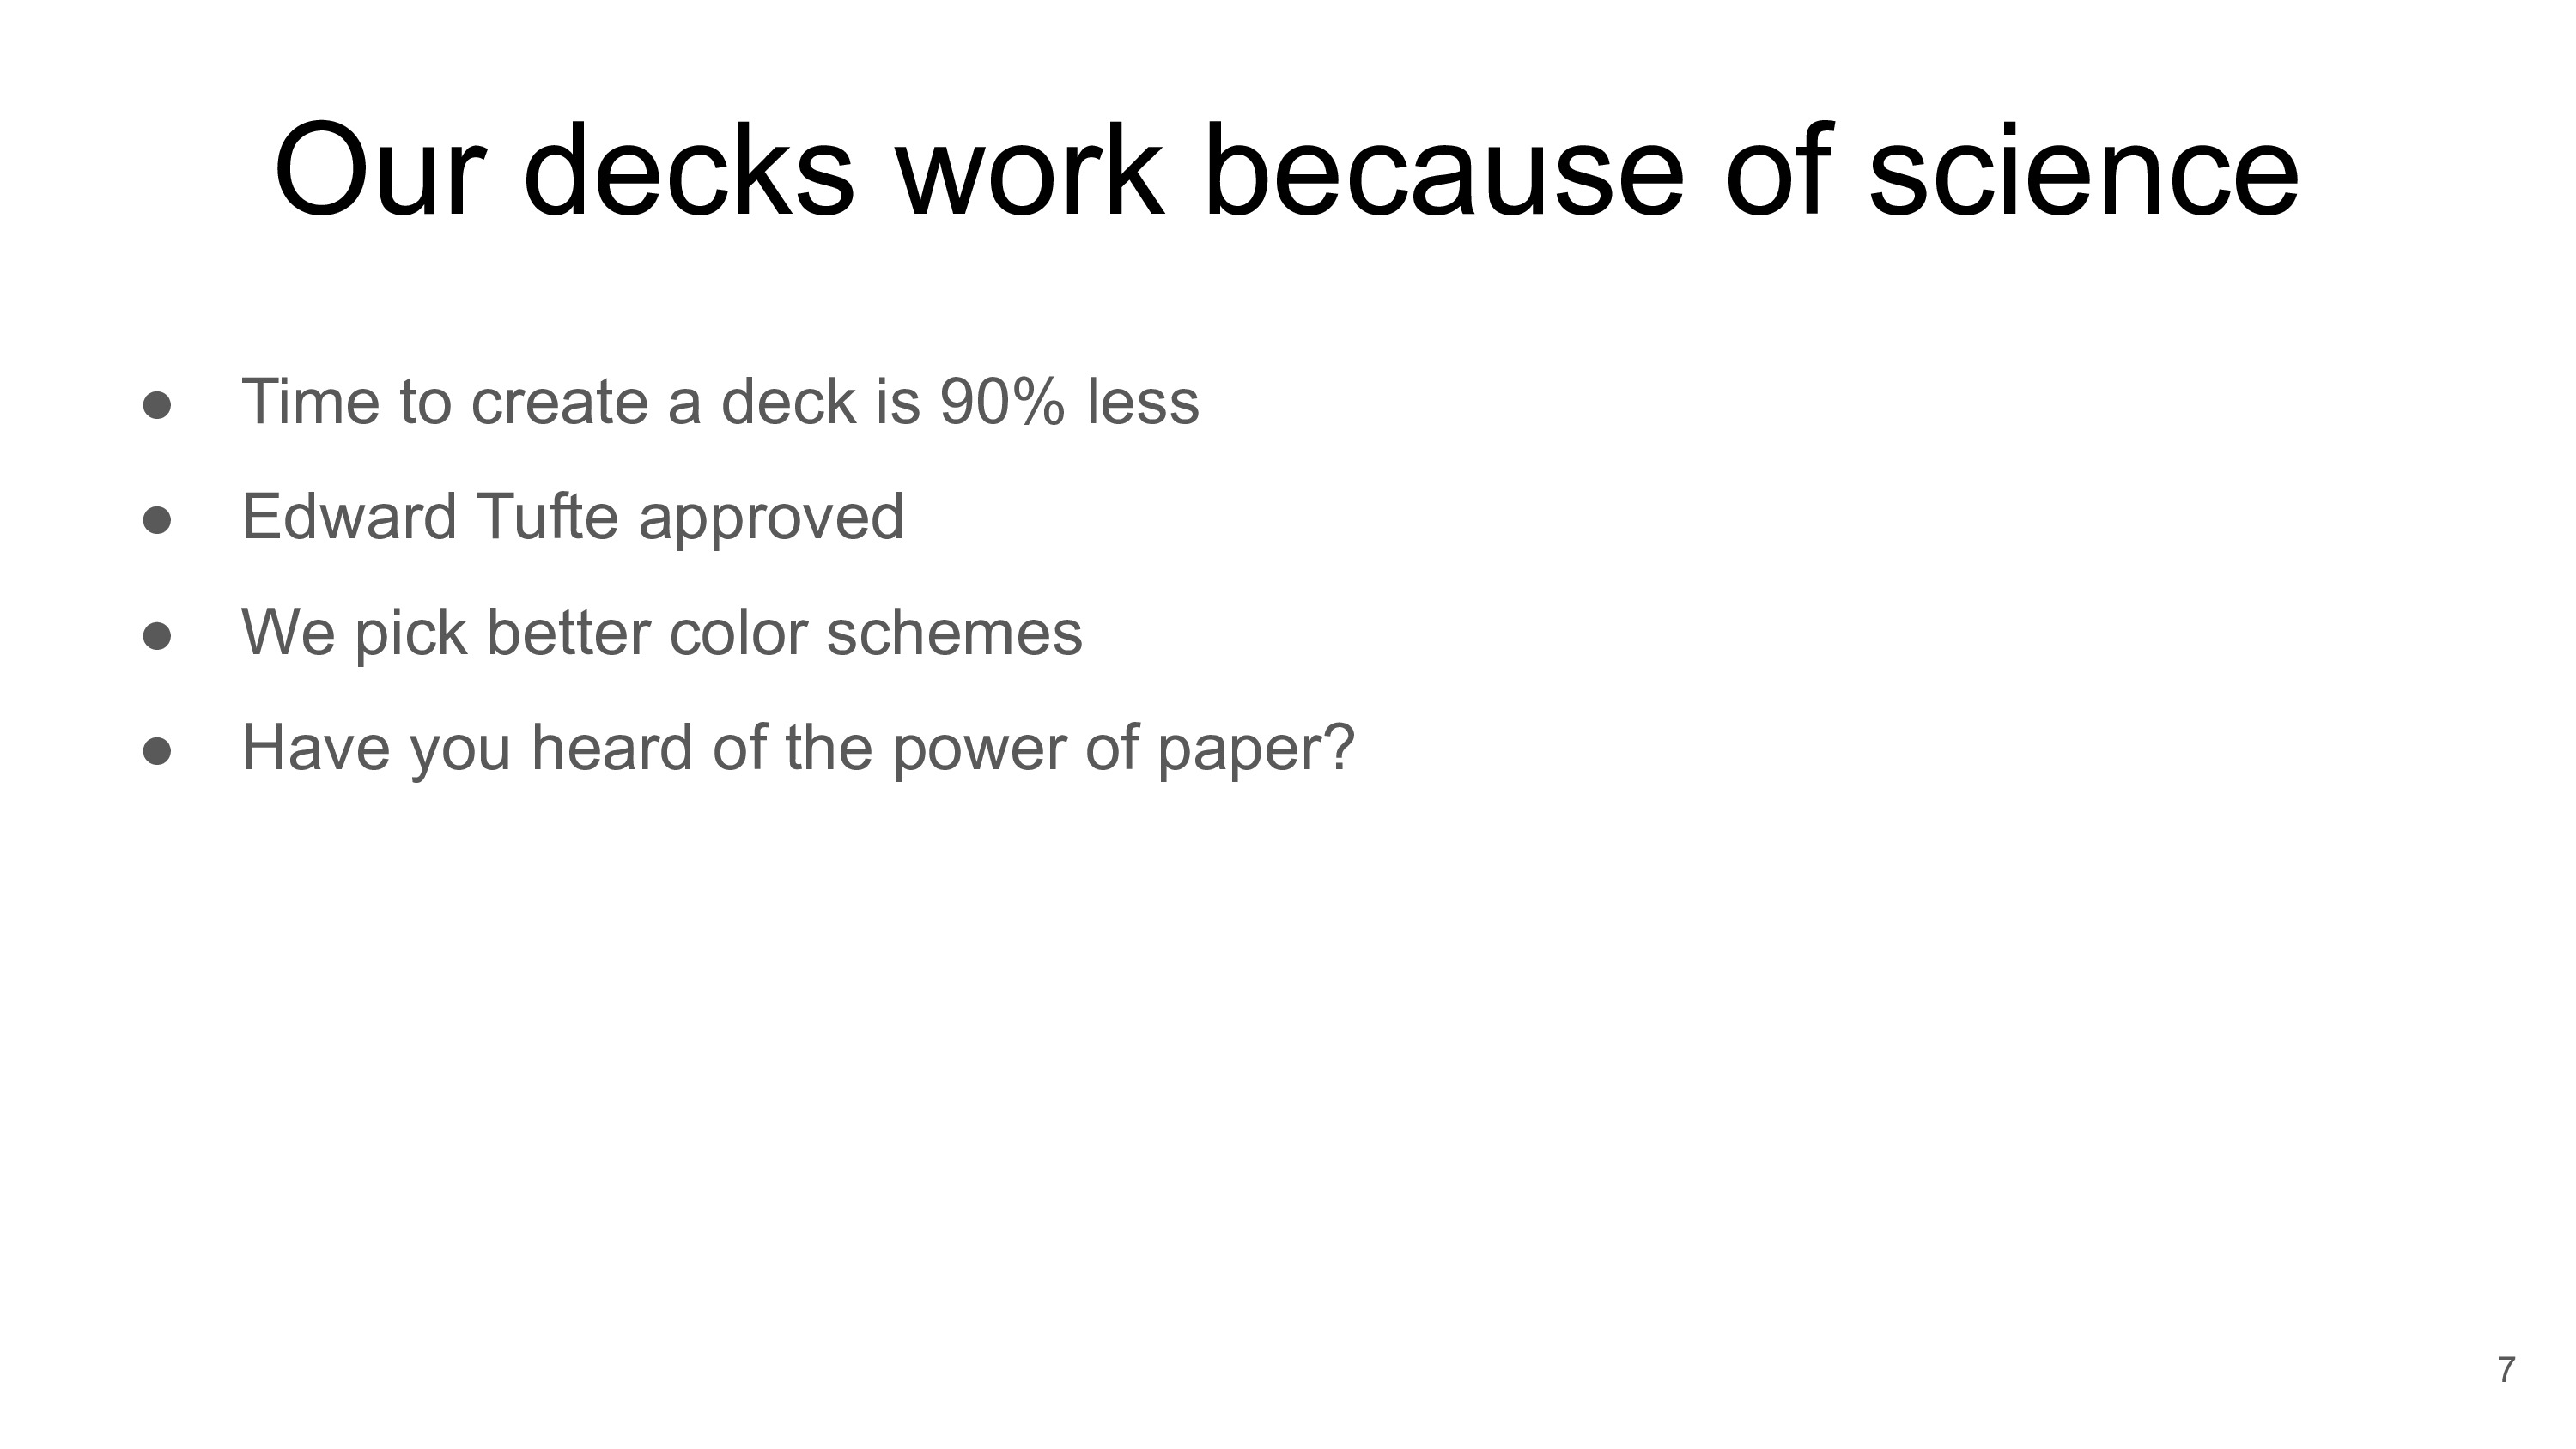 Our decks work because of science
● Time to create a deck is 90% less
● Edward Tufte approved
● We pick better color schemes
● Have you heard of the power of paper?
7